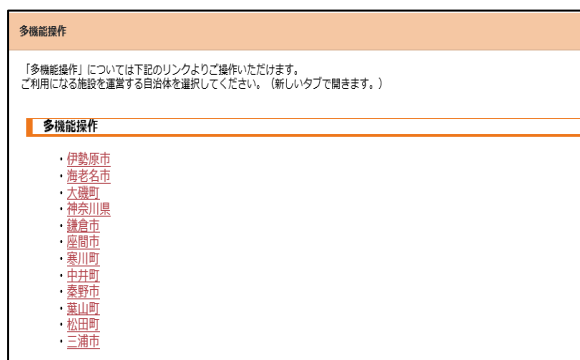 多機能操作
「多機能操作」については下記のリンクよりご操作いただけます。
ご利用になる施設を運営する自治体を選択してください。（新しいタブで開きます。）
多機能操作
・伊勢原市
・海老名市
・大磯町
・神奈川県
・鎌倉市
・座間市
・寒川町
・中井町
・秦野市
・葉山町
・松田町
・三浦市